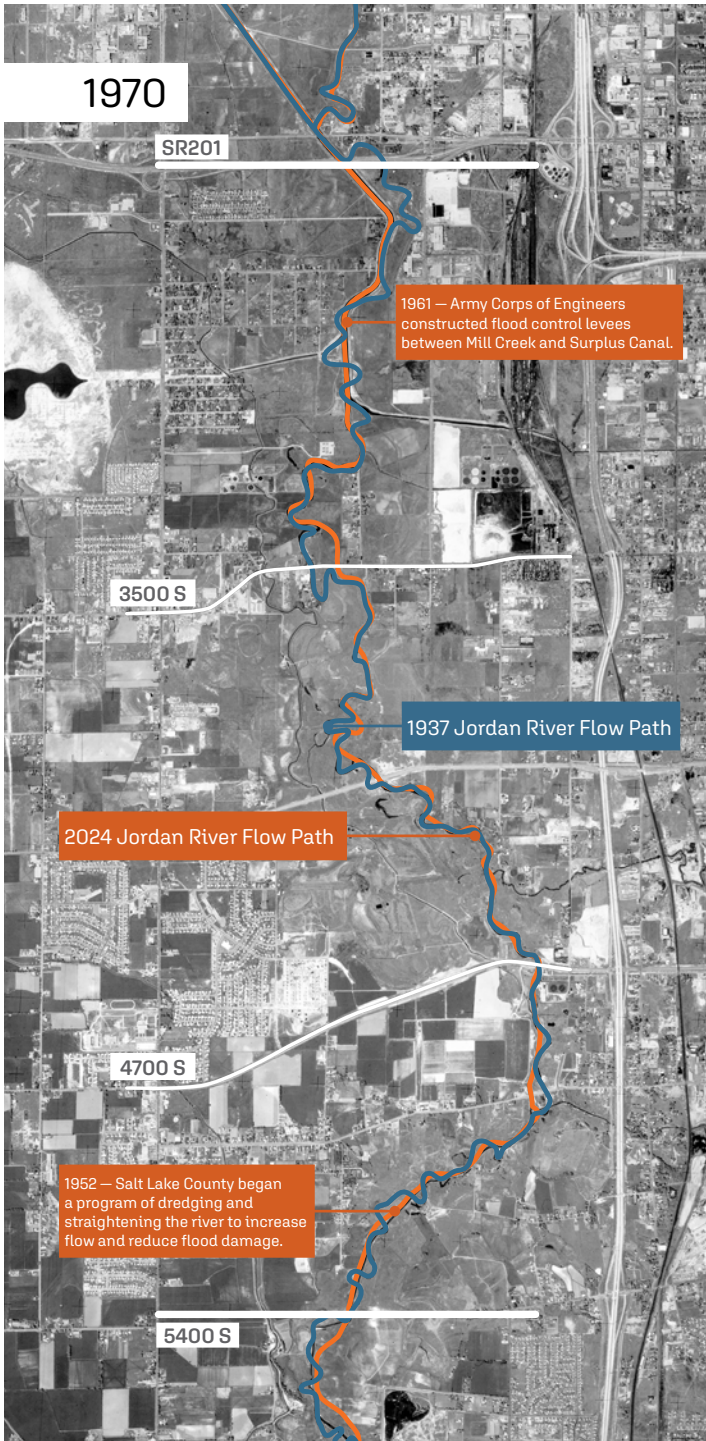 1970
SR201
1961 — Army Corps of Engineers
constructed flood control levees
between Mill Creek and Surplus Canal.
3500 S
1937 Jordan River Flow Path
2024 Jordan River Flow Path
4700 S
1952 — Salt Lake County began
a program of dredging and
straightening the river to increase
flow and reduce flood damage.
5400 S